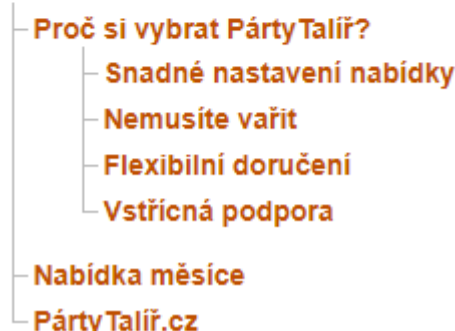 Proč si vybrat PártyTalíř?
Snadné nastavení nabídky
Nemusíte vařit
Flexibilní doručení
Vstřícná podpora
Nabídka měsíce
PártyTalíř.cz